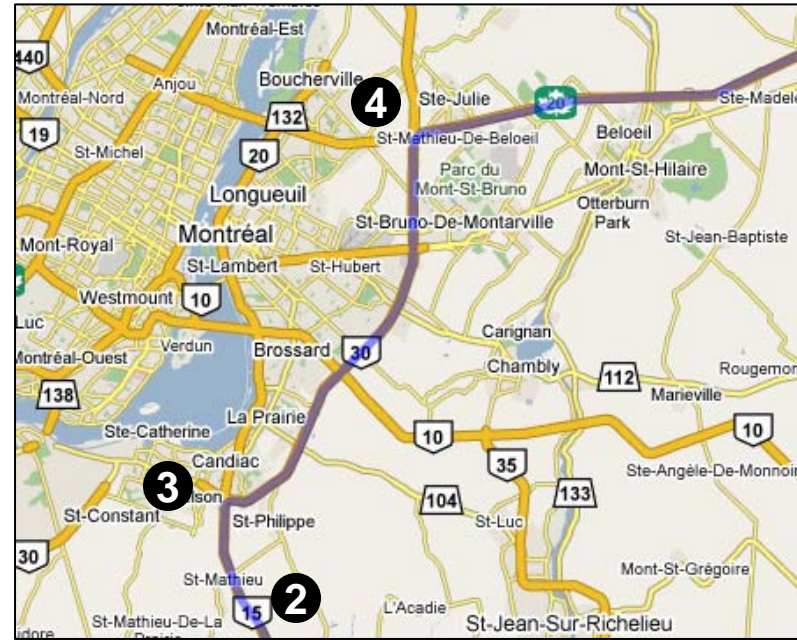 Montréal-Est
440
Anjou
Boucherville
4
Ste-Julie
20
Ste-Madele
Montréal-Nord
132
St-Mathieu-De-Beloeil
Beloeil
19
St-Michel
20
Parc du
Mont-St-Bruno
Mont-St-Hilaire
Longueuil
Otterburn
Park
St-Bruno-De-Montarville
Mont-Royal
Montréal
St-Jean-Baptiste
St-Lambert
St-Hubert
Westmount
10
Luc
Verdun
Carignan
Montréal-Ouest
Brossard
30
Chambly
Rougemon
138
112
Marieville
La Prairie
Ste-Catherine
10
10
Candiac
35
Ste-Angèle-De-Monnoir
3
lson
133
104
St-Constant
St-Philippe
St-Luc
30
St-Mathieu
Mont-St-Grégoire
2
15
L'Acadie
St-Mathieu-De-La
St-Jean-Sur-Richelieu
idore